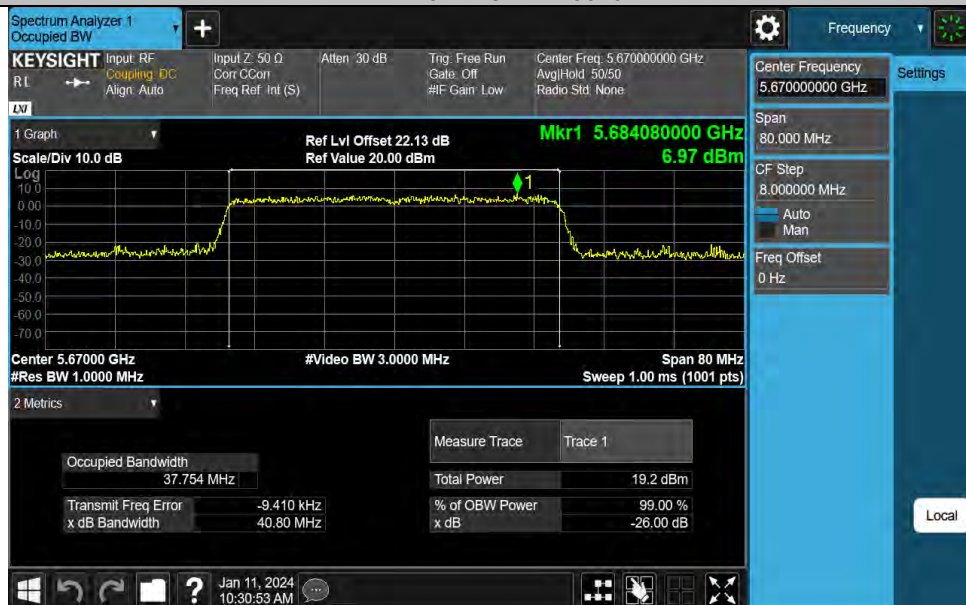 Spectrum Analyzer 1
Occupied BW
+
Frequency
KEYSIGHT
Input: RF
Coupling: DC
Align: Auto
Input Z: 50 Ω
Corr CCorr
Freq Ref: Int (S)
Atten: 30 dB
Trig: Free Run
Gate: Off
#IF Gain: Low
Center Freq: 5.670000000 GHz
Avg|Hold: 50/50
Radio Std: None
LXI
Center Frequency
5.670000000 GHz
Settings
Span
80.000 MHz
CF Step
8.000000 MHz
Auto
Man
Freq Offset
0 Hz
Local
1 Graph
Scale/Div 10.0 dB
Ref Lvl Offset 22.13 dB
Ref Value 20.00 dBm
Mkr1 5.684080000 GHz
6.97 dBm
Log
10.0
0.00
-10.0
-20.0
-30.0
-40.0
-50.0
-60.0
-70.0
1
Center 5.67000 GHz
#Video BW 3.0000 MHz
Span 80 MHz
#Res BW 1.0000 MHz
Sweep 1.00 ms (1001 pts)
2 Metrics
Measure Trace
Trace 1
Occupied Bandwidth
37.754 MHz
Total Power
19.2 dBm
Transmit Freq Error
-9.410 kHz
% of OBW Power
99.00 %
x dB Bandwidth
40.80 MHz
x dB
-26.00 dB
?
Jan 11, 2024
10:30:53 AM